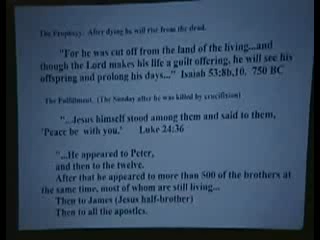 The Prophecy: After dying he will rise from the dead.
"For he was cut off from the land of the living...and
though the Lord makes his life a guilt offering, he will see his
offspring and prolong his days..." Isaiah 53:8b,10. 750 BC
The Fulfillment. (The Sunday after he was killed by crucifixion)
"...Jesus himself stood among them and said to them,
'Peace be with you.' Luke 24:36
"...He appeared to Peter,
and then to the twelve.
After that he appeared to more than 500 of the brothers at
the same time, most of whom are still living...
Then to James (Jesus half-brother)
Then to all the apostles.